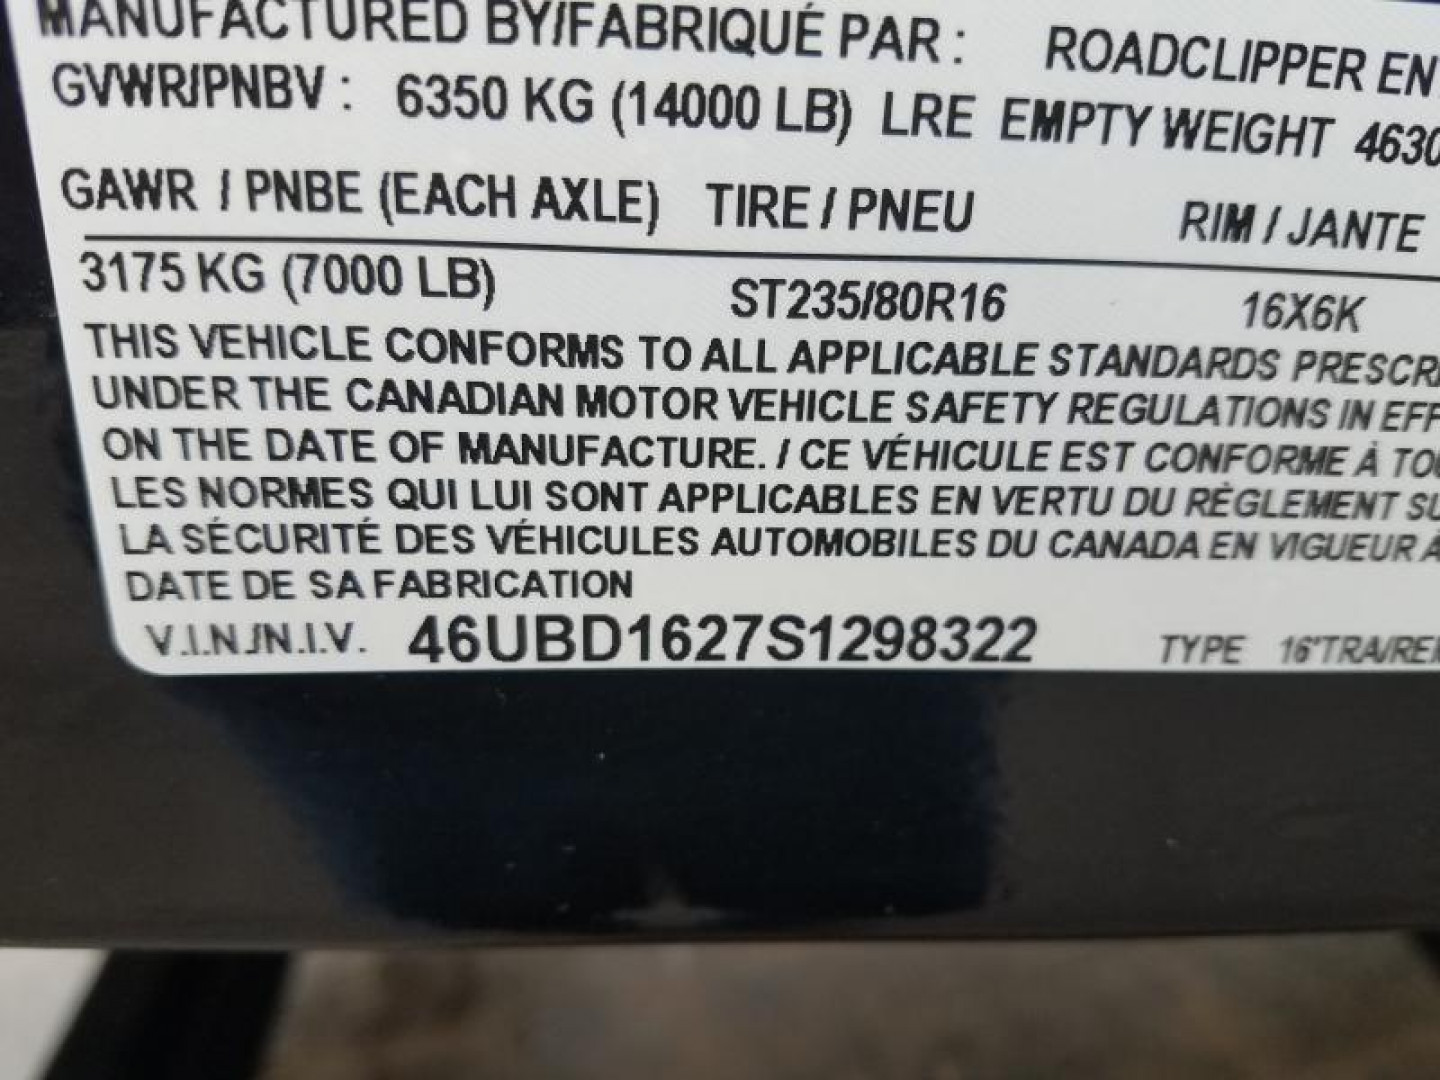 MANUFACTURED BY/FABRIQUÉ PAR : ROADCLIPPER EN
GVWR/PNBV : 6350 KG (14000 LB) LRE EMPTY WEIGHT 4630
GAWR / PNBE (EACH AXLE) TIRE / PNEU RIM / JANTE
3175 KG (7000 LB) ST235/80R16 16X6K
THIS VEHICLE CONFORMS TO ALL APPLICABLE STANDARDS PRESCRI
UNDER THE CANADIAN MOTOR VEHICLE SAFETY REGULATIONS IN EFF
ON THE DATE OF MANUFACTURE. / CE VÉHICULE EST CONFORME À TOU
LES NORMES QUI LUI SONT APPLICABLES EN VERTU DU RÈGLEMENT SU
LA SÉCURITÉ DES VÉHICULES AUTOMOBILES DU CANADA EN VIGUEUR À
DATE DE SA FABRICATION
V.I.N./N.I.V. 46UBD1627S1298322 TYPE 16'TRA/REM